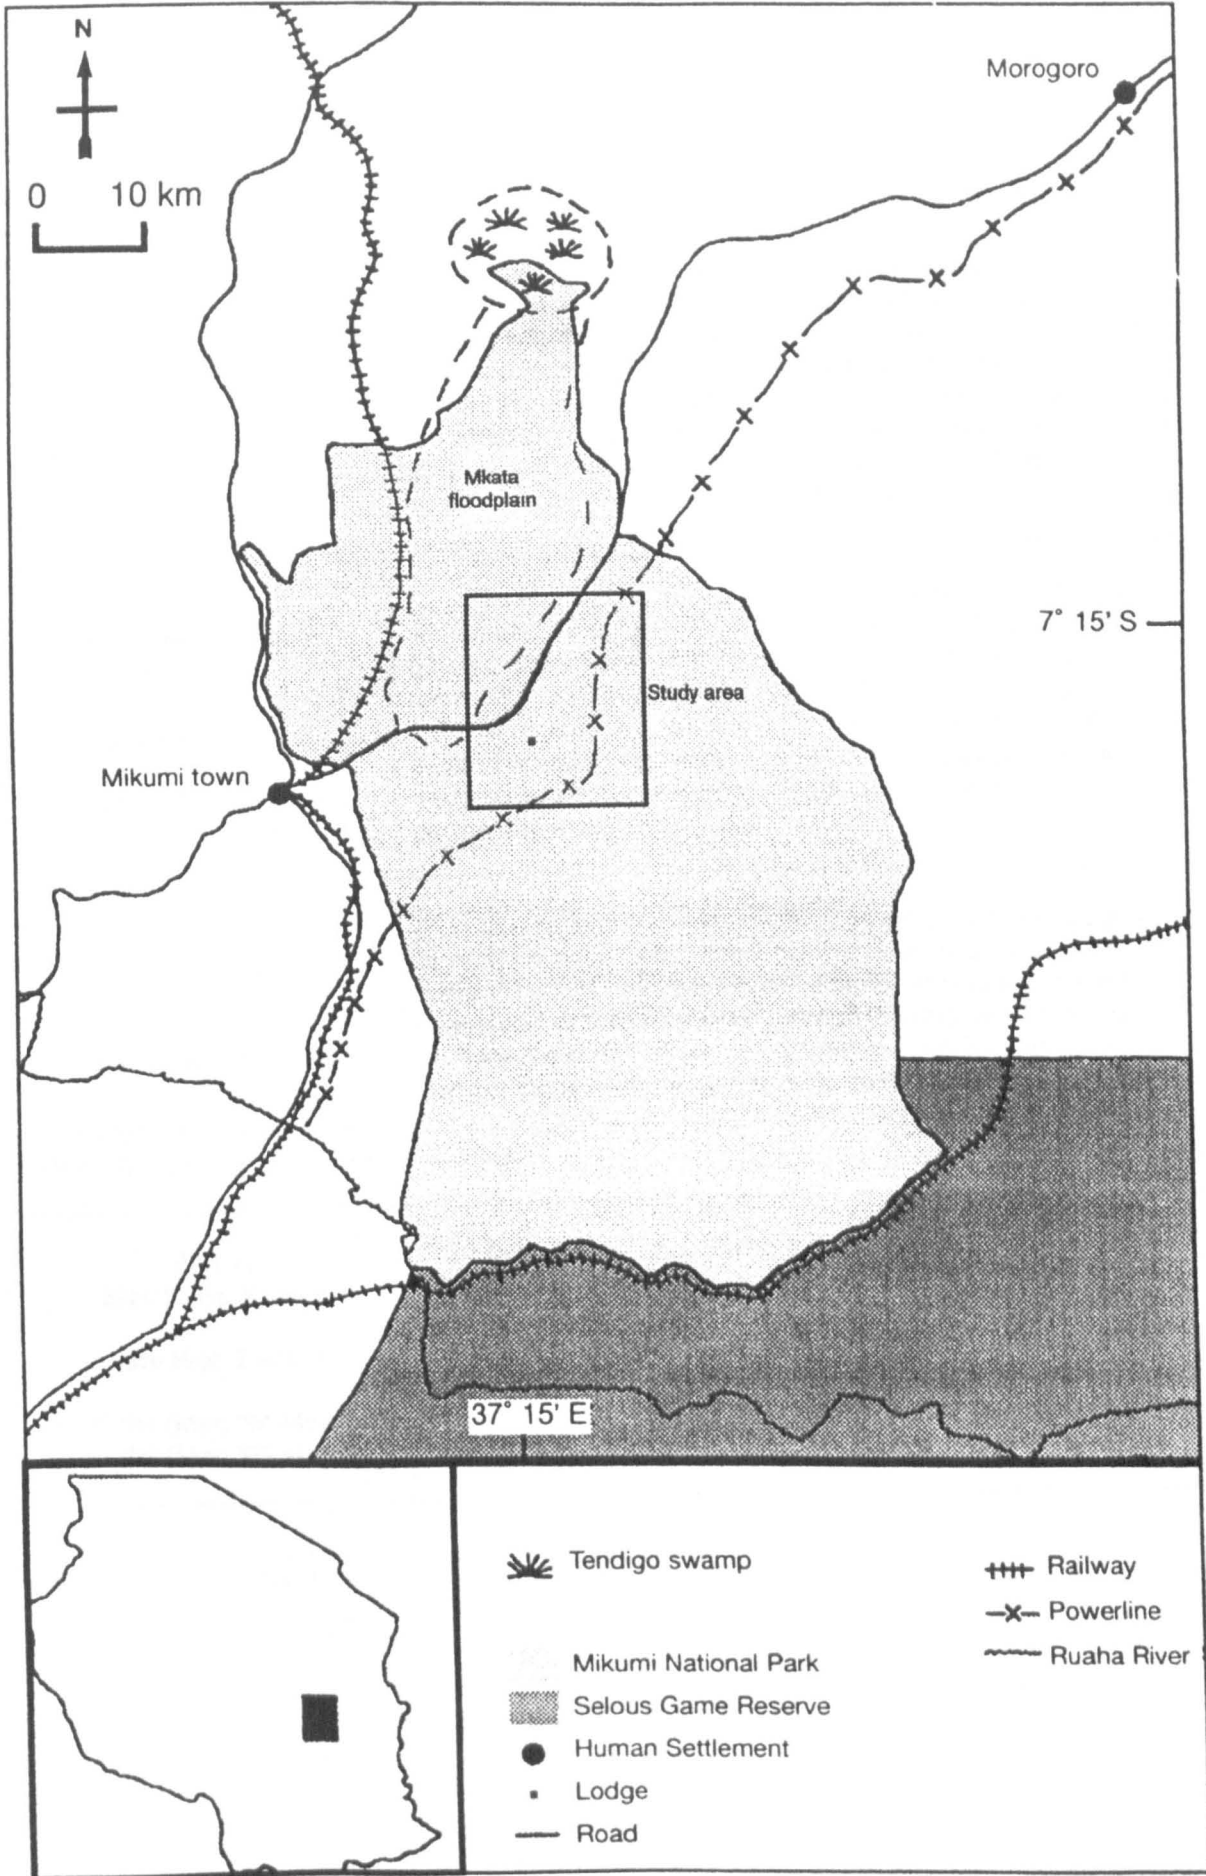 N
Morogoro
0 10 km
Mkata
floodplain
7° 15' S
Study area
Mikumi town
37° 15' E
Tendigo swamp
Railway
Powerline
Mikumi National Park
Ruaha River
Selous Game Reserve
Human Settlement
Lodge
Road